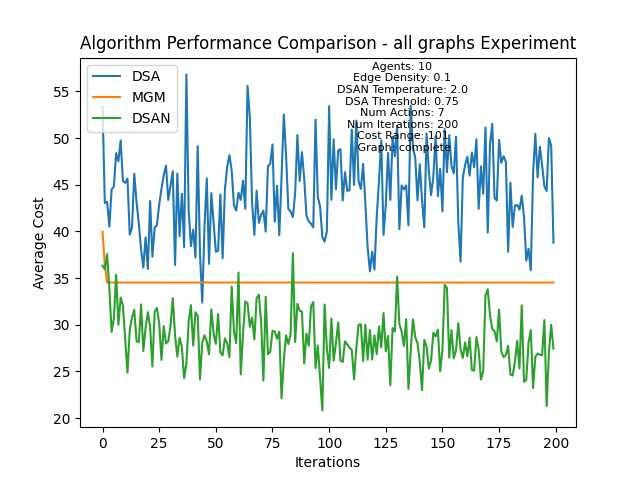 Algorithm Performance Comparison - all graphs Experiment
DSA
MGM
DSAN
Agents: 10
Edge Density: 0.1
DSAN Temperature: 2.0
DSA Threshold: 0.75
Num Actions: 7
Num Iterations: 200
Cost Range: 101
Graph: complete
Average Cost
55
50
45
40
35
30
25
20
0 25 50 75 100 125 150 175 200
Iterations